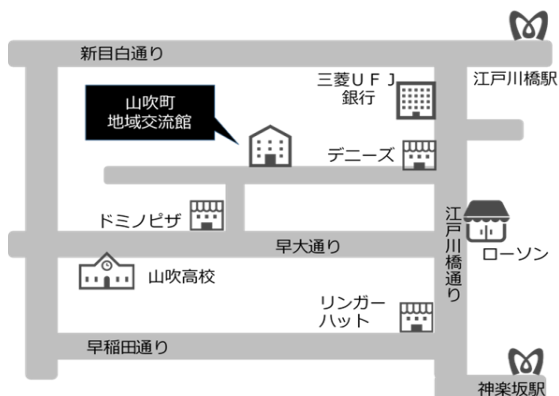 新目白通り
江戸川橋駅
三菱UFJ
銀行
山吹町
地域交流館
デニーズ
ドミノピザ
江戸川橋通り
早大通り
ローソン
山吹高校
リンガー
ハット
早稲田通り
神楽坂駅